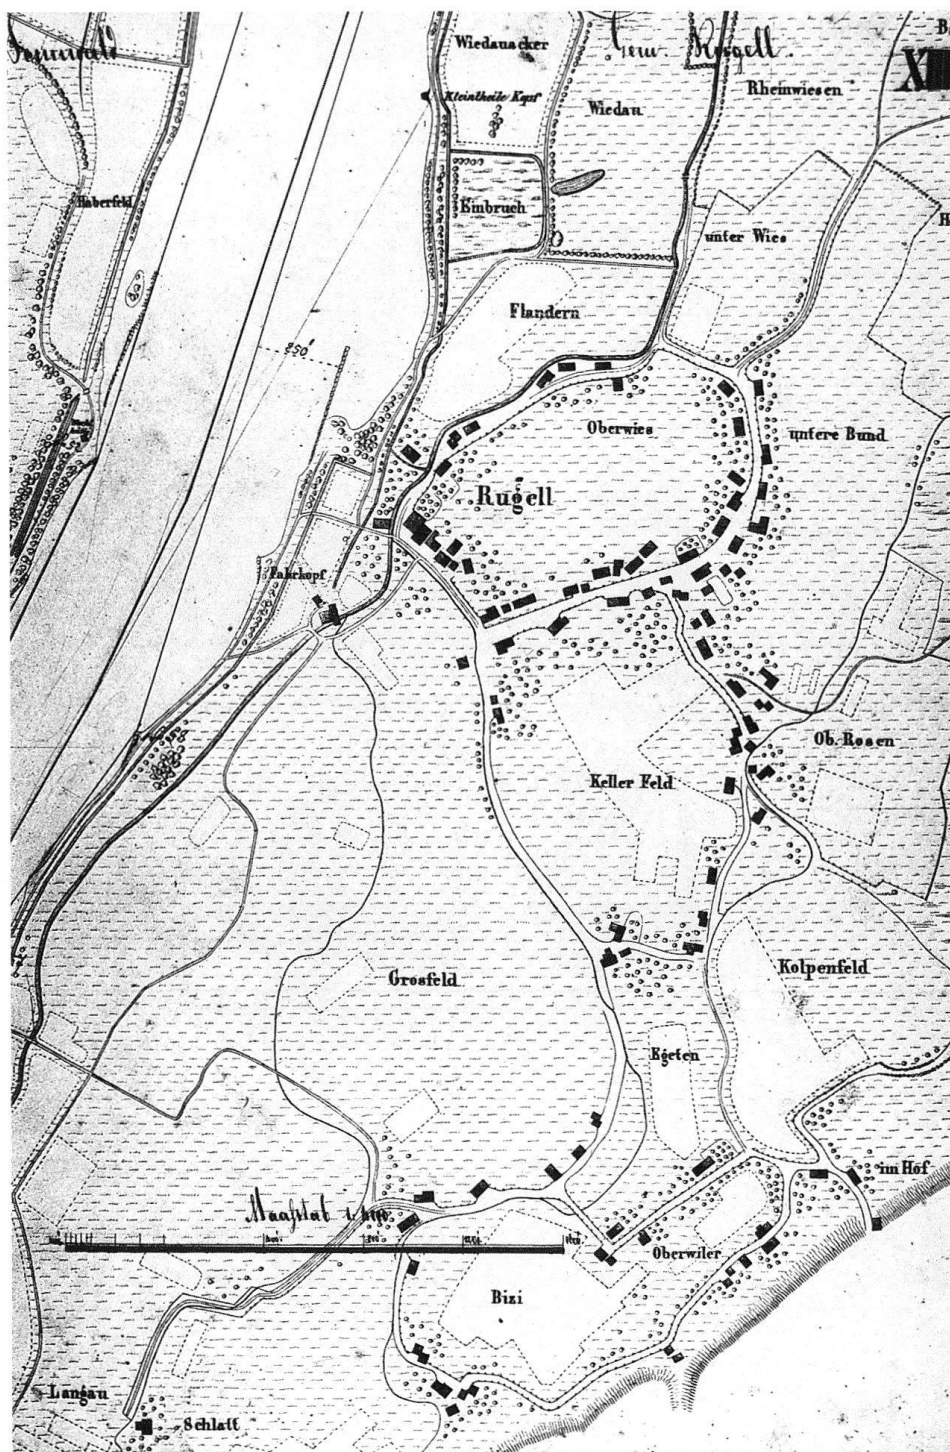 Wiedauacker
Gem. Rugell.
Kleintheile Kopf
Wiedau
Rheinwiesen
Haberfeld
Kinbruch
unter Wies
Flandern
250'
Oberwies
untere Bund
Rugell
Fahrkopf
Ob. Rosen
Keller Feld
Kolpenfeld
Grosfeld
Egeten
im Hof
Maaßstab
Oberwiler
Bizi
Langau
Schlatt